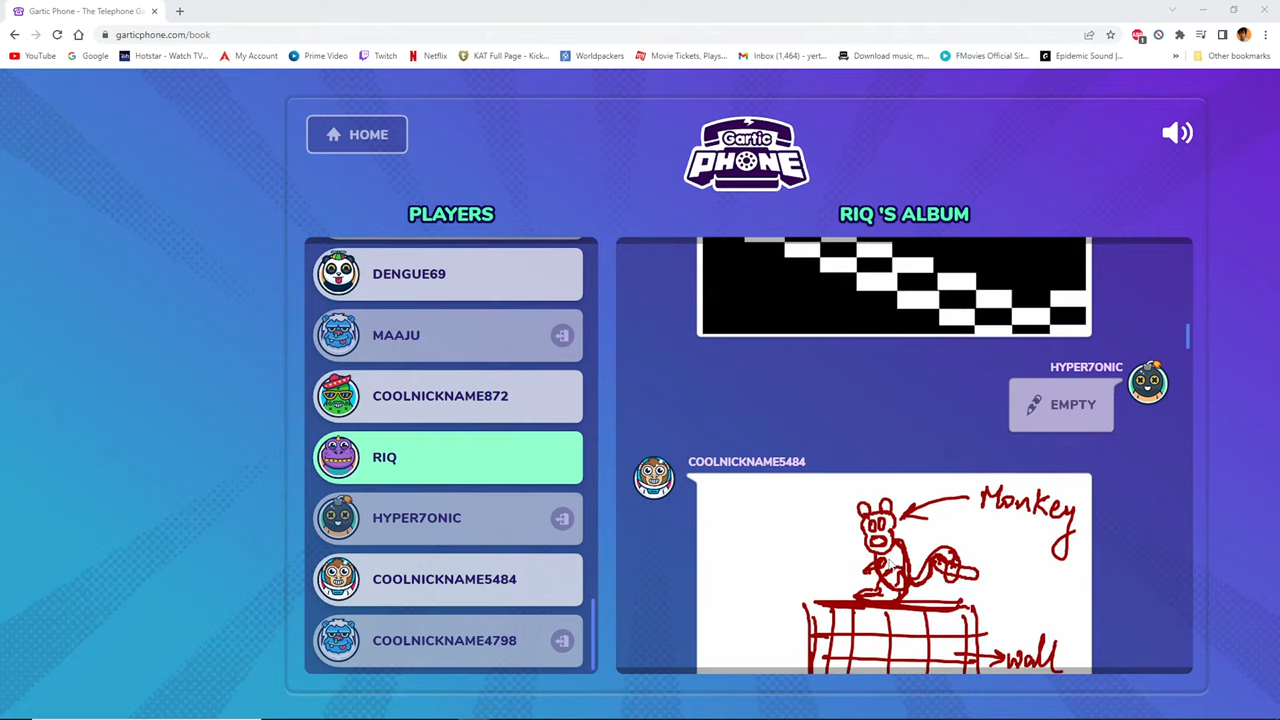 Gartic Phone - The Telephone Ga
garticphone.com/book
YouTube
Google
Hotstar - Watch TV...
My Account
Prime Video
Twitch
Netflix
KAT Full Page - Kick...
Worldpackers
Movie Tickets, Plays...
Inbox (1,464) - yert...
Download music, m...
FMovies Official Sit...
Epidemic Sound |...
»
Other bookmarks
HOME
Gartic
PHONE
PLAYERS
RIQ 'S ALBUM
DENGUE69
MAAJU
COOLNICKNAME872
RIQ
HYPER7ONIC
COOLNICKNAME5484
COOLNICKNAME4798
HYPER7ONIC
EMPTY
COOLNICKNAME5484
Monkey
wall